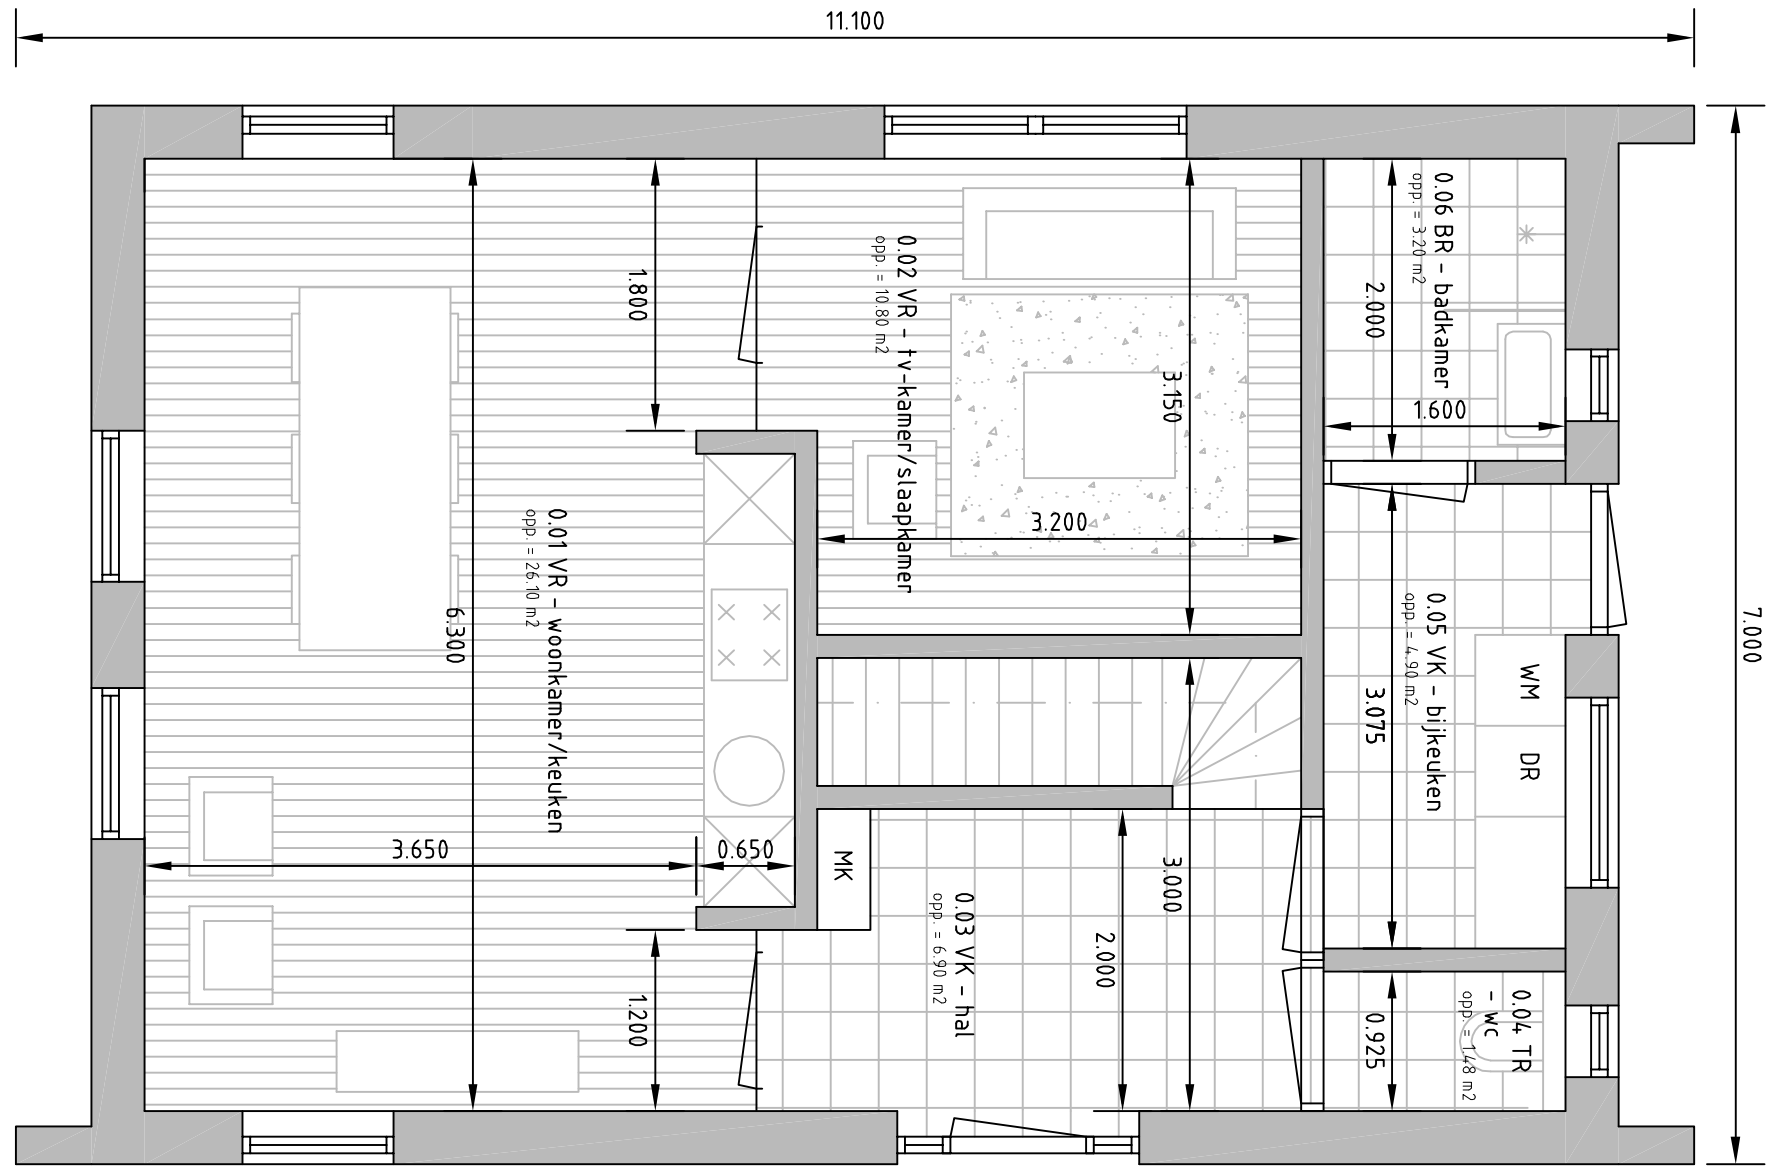 11.100
7.000
0.01 VR - woonkamer/keuken
opp. = 26.10 m2
0.02 VR - tv-kamer/slaapkamer
opp. = 10.80 m2
0.06 BR - badkamer
opp. = 3.20 m2
1.800
6.300
3.150
3.200
2.000
1.600
0.05 VK - bijkeuken
opp. = 4.90 m2
WM
DR
3.075
3.650
0.650
MK
3.000
2.000
0.03 VK - hal
opp. = 6.90 m2
1.200
0.925
0.04 TR
- wc
opp. = 1.48 m2